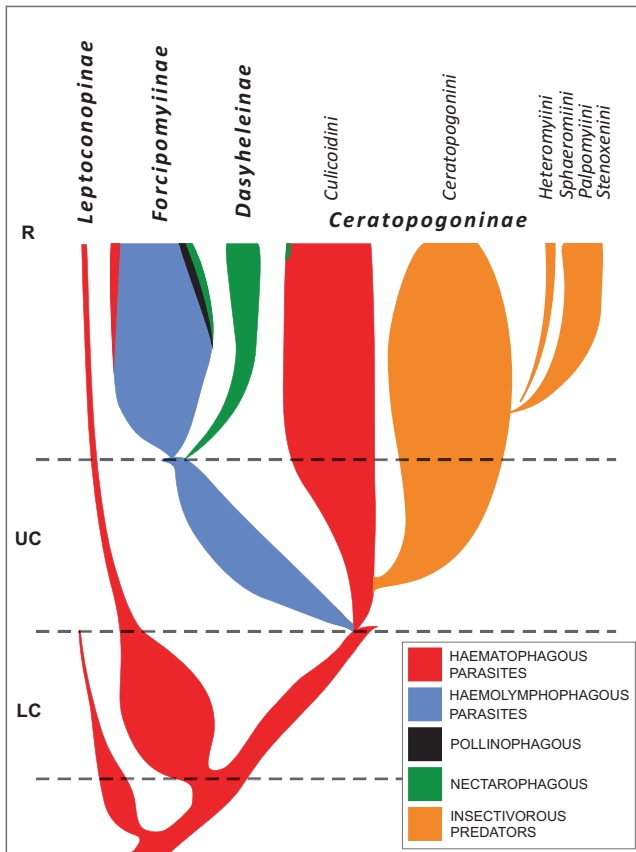 Leptoconopinae
Forcipomyiinae
Dasyheleinae
Culicoidini
Ceratopogonini
Heteromyiini
Sphaeromiini
Palpomyiini
Stenoxenini
Ceratopogoninae
R
UC
LC
HAEMATOPHAGOUS
PARASITES
HAEMOLYMPHOPHAGOUS
PARASITES
POLLINOPHAGOUS
NECTAROPHAGOUS
INSECTIVOROUS
PREDATORS